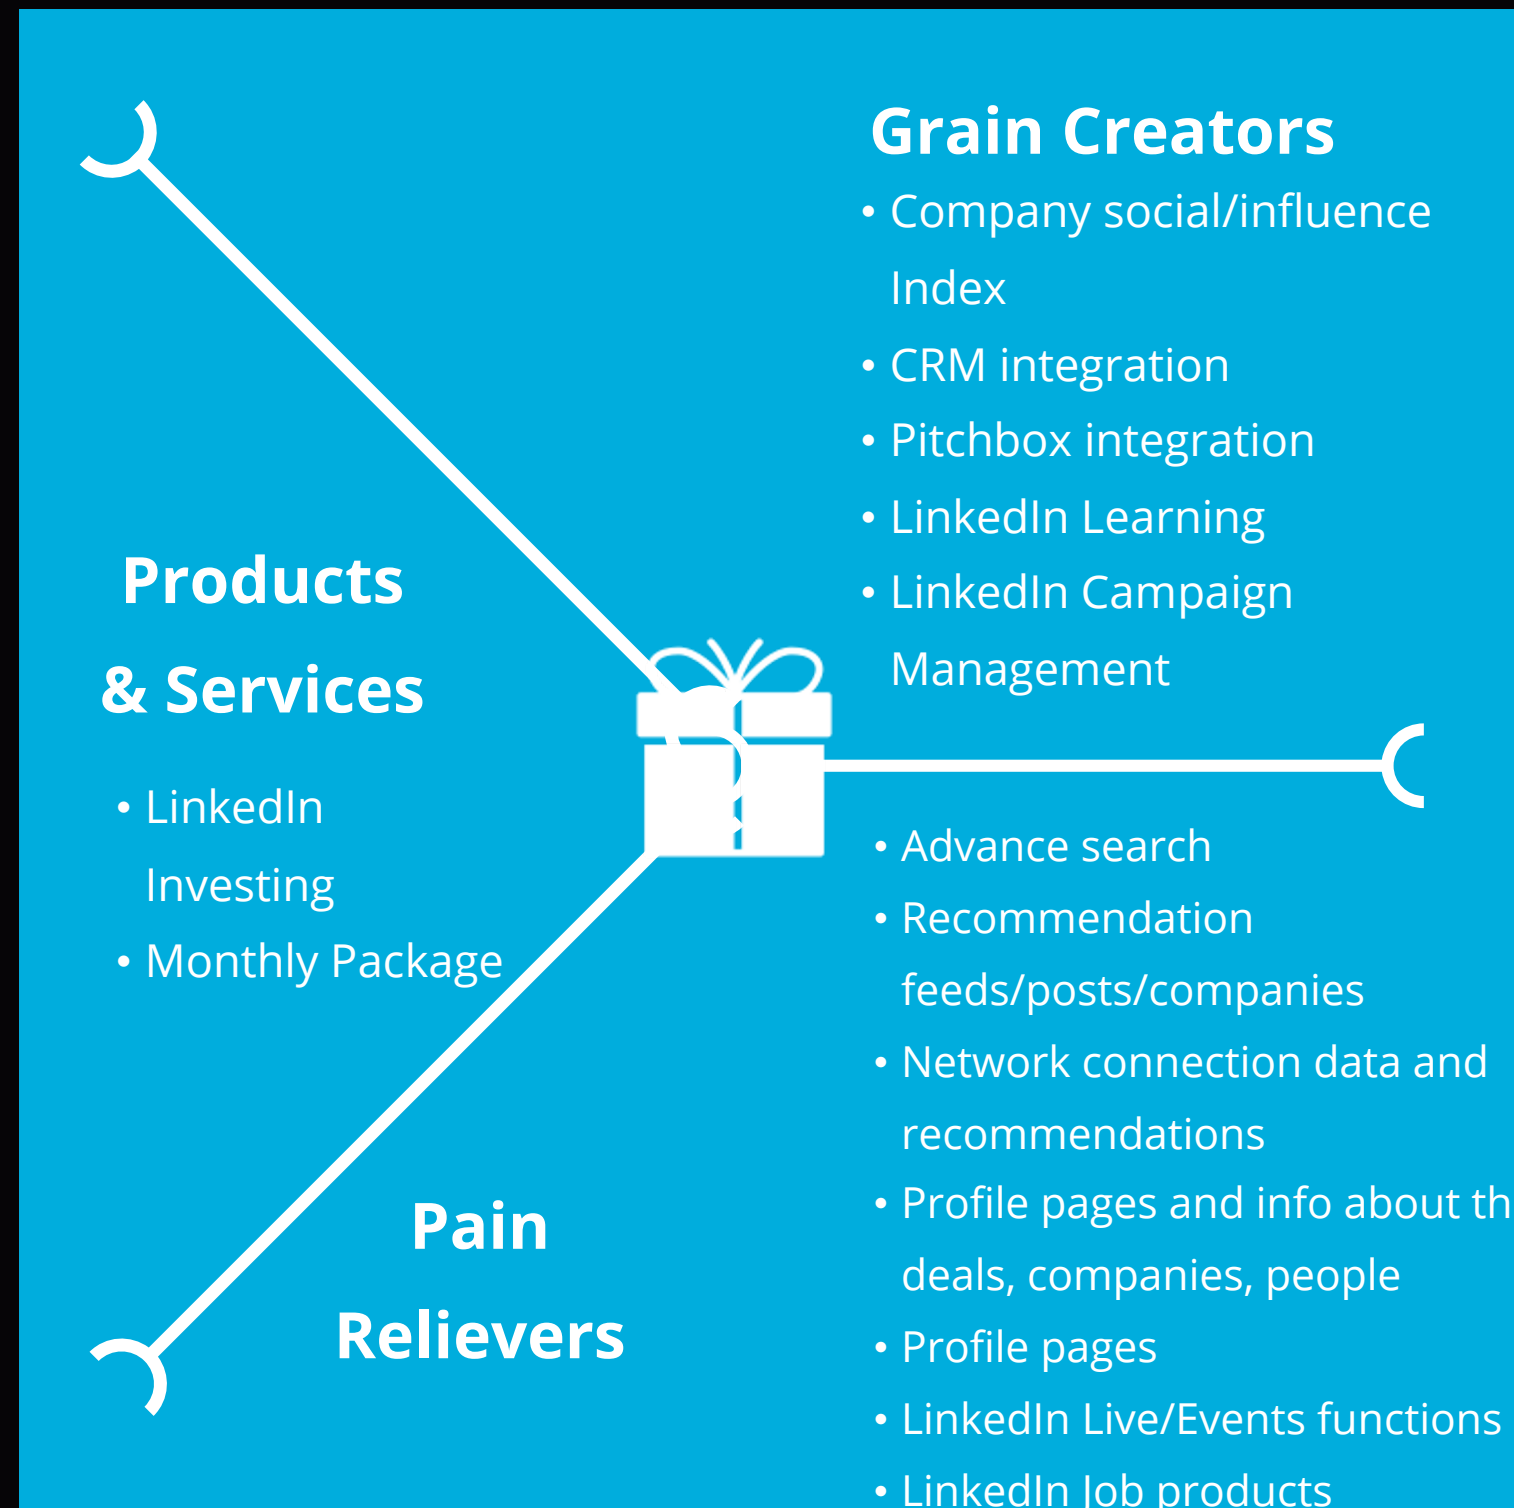 Grain Creators
• Company social/influence
Index
• CRM integration
• Pitchbox integration
• LinkedIn Learning
• LinkedIn Campaign
Management
Products
& Services
• LinkedIn
Investing
• Monthly Package
• Advance search
• Recommendation
feeds/posts/companies
• Network connection data and
recommendations
• Profile pages and info about th
deals, companies, people
• Profile pages
• LinkedIn Live/Events functions
• LinkedIn Job products
Pain
Relievers